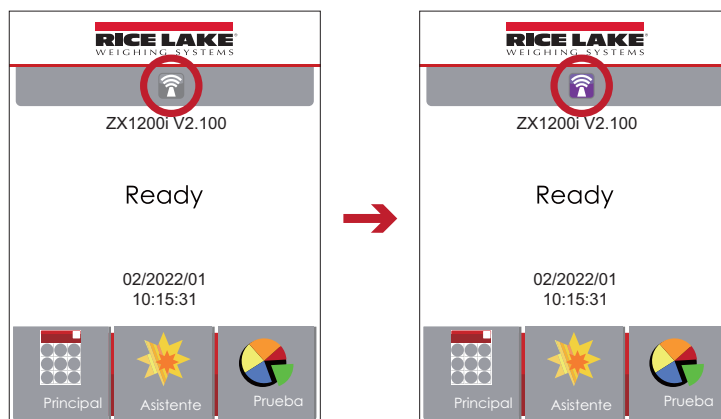 RICE LAKE
WEIGHING SYSTEMS
ZX1200i V2.100
Ready
02/2022/01
10:15:31
Principal
Asistente
Prueba
RICE LAKE
WEIGHING SYSTEMS
ZX1200i V2.100
Ready
02/2022/01
10:15:31
Principal
Asistente
Prueba